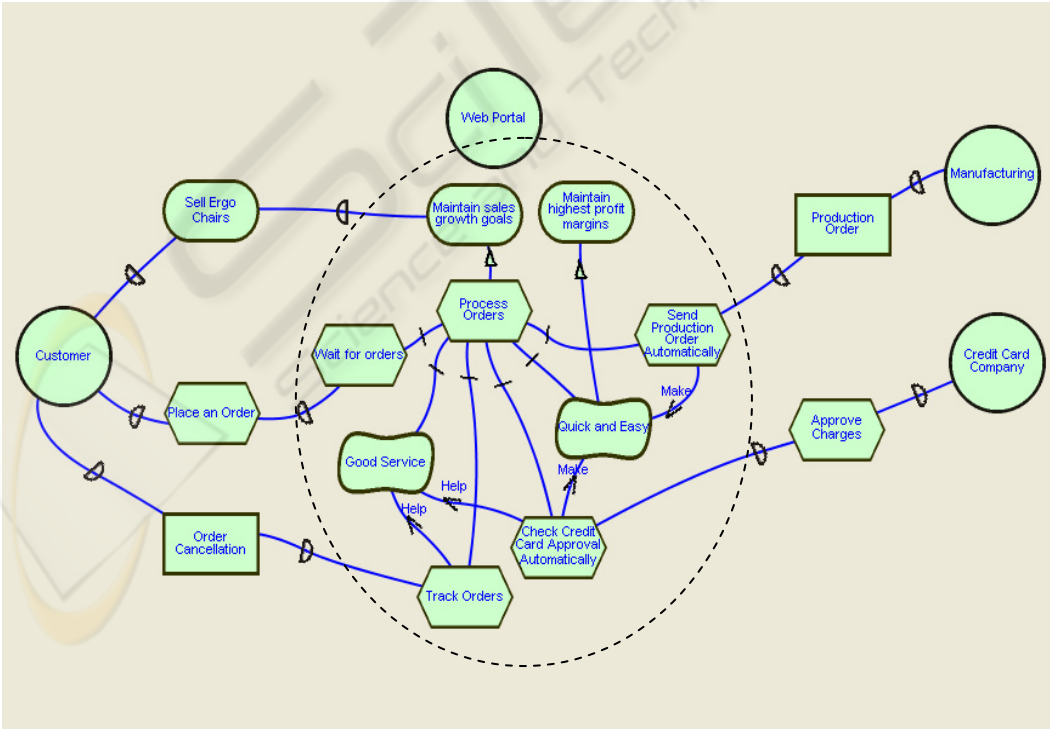 Web Portal
Manufacturing
Sell Ergo
Chairs
Maintain sales
growth goals
Maintain
highest profit
margins
Production
Order
Process
Orders
Send
Production
Order
Automatically
Customer
Wait for orders
Credit Card
Company
Place an Order
Make
Quick and Easy
Approve
Charges
Good Service
Make
Help
Help
Order
Cancellation
Check Credit
Card Approval
Automatically
Track Orders